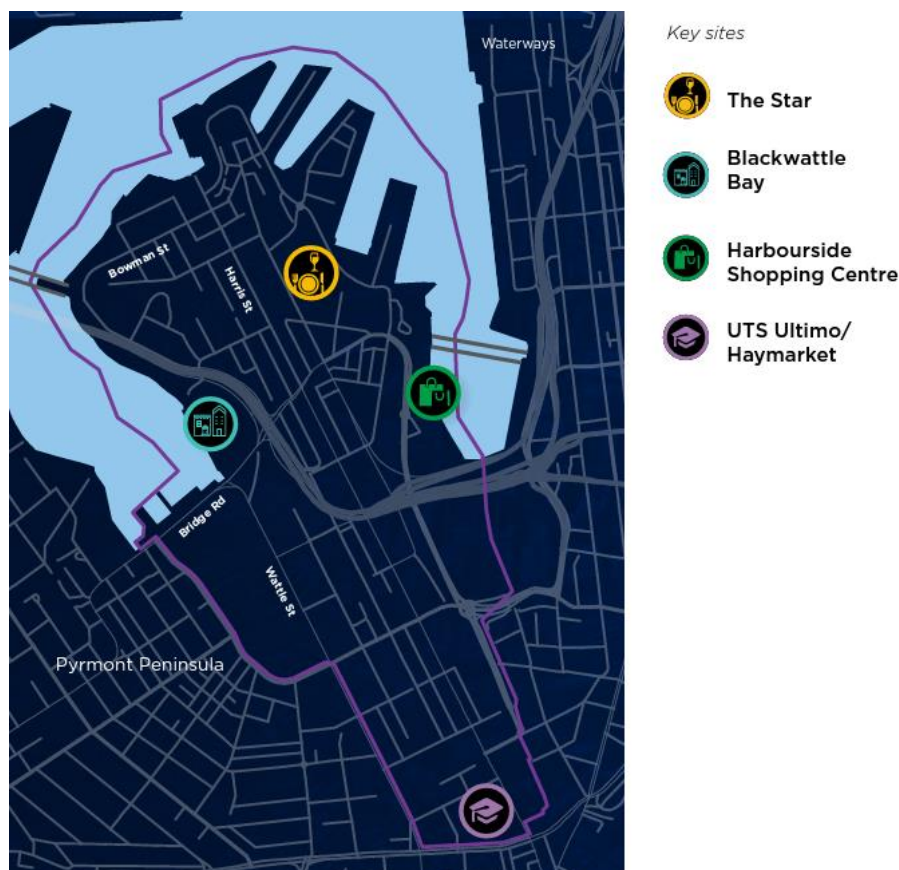 Waterways
Bowman St
Harris St
Bridge Rd
Wattle St
Pyrmont Peninsula
Key sites
The Star
Blackwattle
Bay
Harbourside
Shopping Centre
UTS Ultimo/
Haymarket